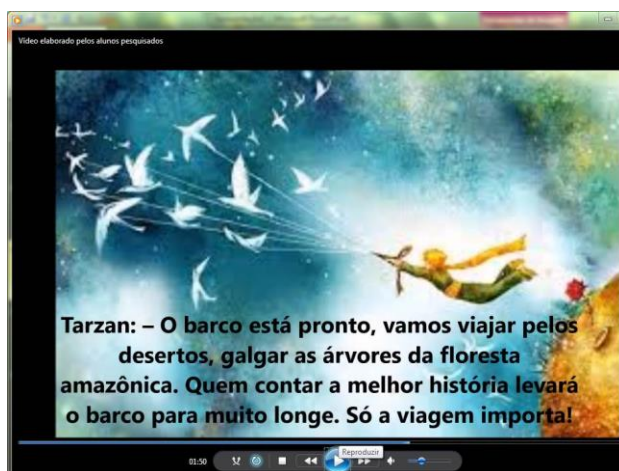 Vídeo elaborado pelos alunos pesquisados
Tarzan: – O barco está pronto, vamos viajar pelos
desertos, galgar as árvores da floresta
amazônica. Quem contar a melhor história levará
o barco para muito longe. Só a viagem importa!
Reproduzir
01:50